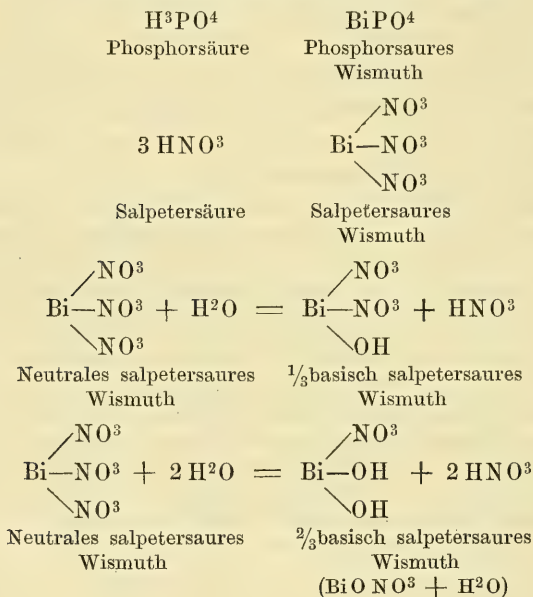 H³PO⁴ BiPO⁴
Phosphorsäure Phosphorsaures
Wismuth
NO³
3 HNO³ Bi—NO³
NO³
Salpetersäure Salpetersaures
Wismuth
NO³ NO³
Bi—NO³ + H²O = Bi—NO³ + HNO³
NO³ OH
Neutrales salpetersaures ⅓basisch salpetersaures
Wismuth Wismuth
NO³ NO³
Bi—NO³ + 2 H²O = Bi—OH + 2 HNO³
NO³ OH
Neutrales salpetersaures ⅔basisch salpetersaures
Wismuth Wismuth
(BiO NO³ + H²O)